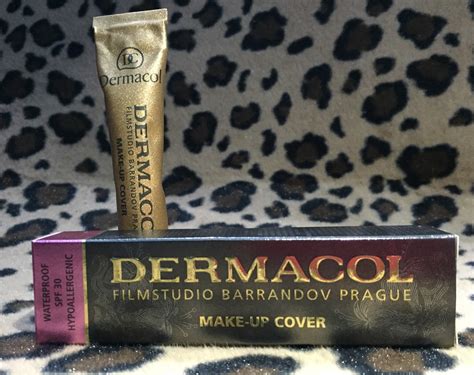 DC
Dermacol
DERMACOL
FILMSTUDIO BARRANDOV PRAGUE
MAKE-UP COVER
WATERPROOF
SPF 30
HYPOALLERGENIC
DERMACOL
FILMSTUDIO BARRANDOV PRAGUE
MAKE-UP COVER